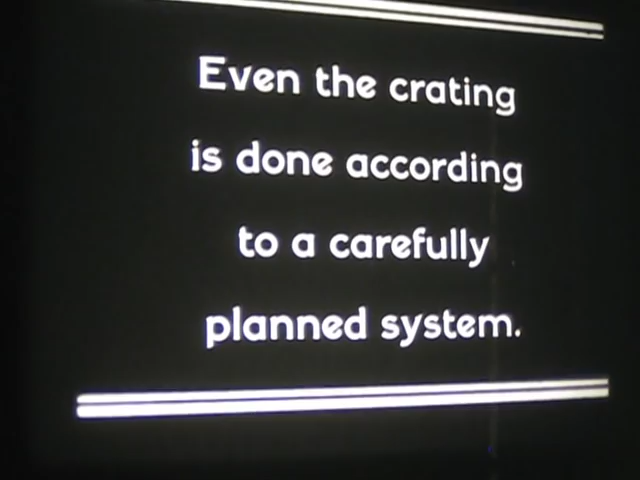 Even the crating
is done according
to a carefully
planned system.